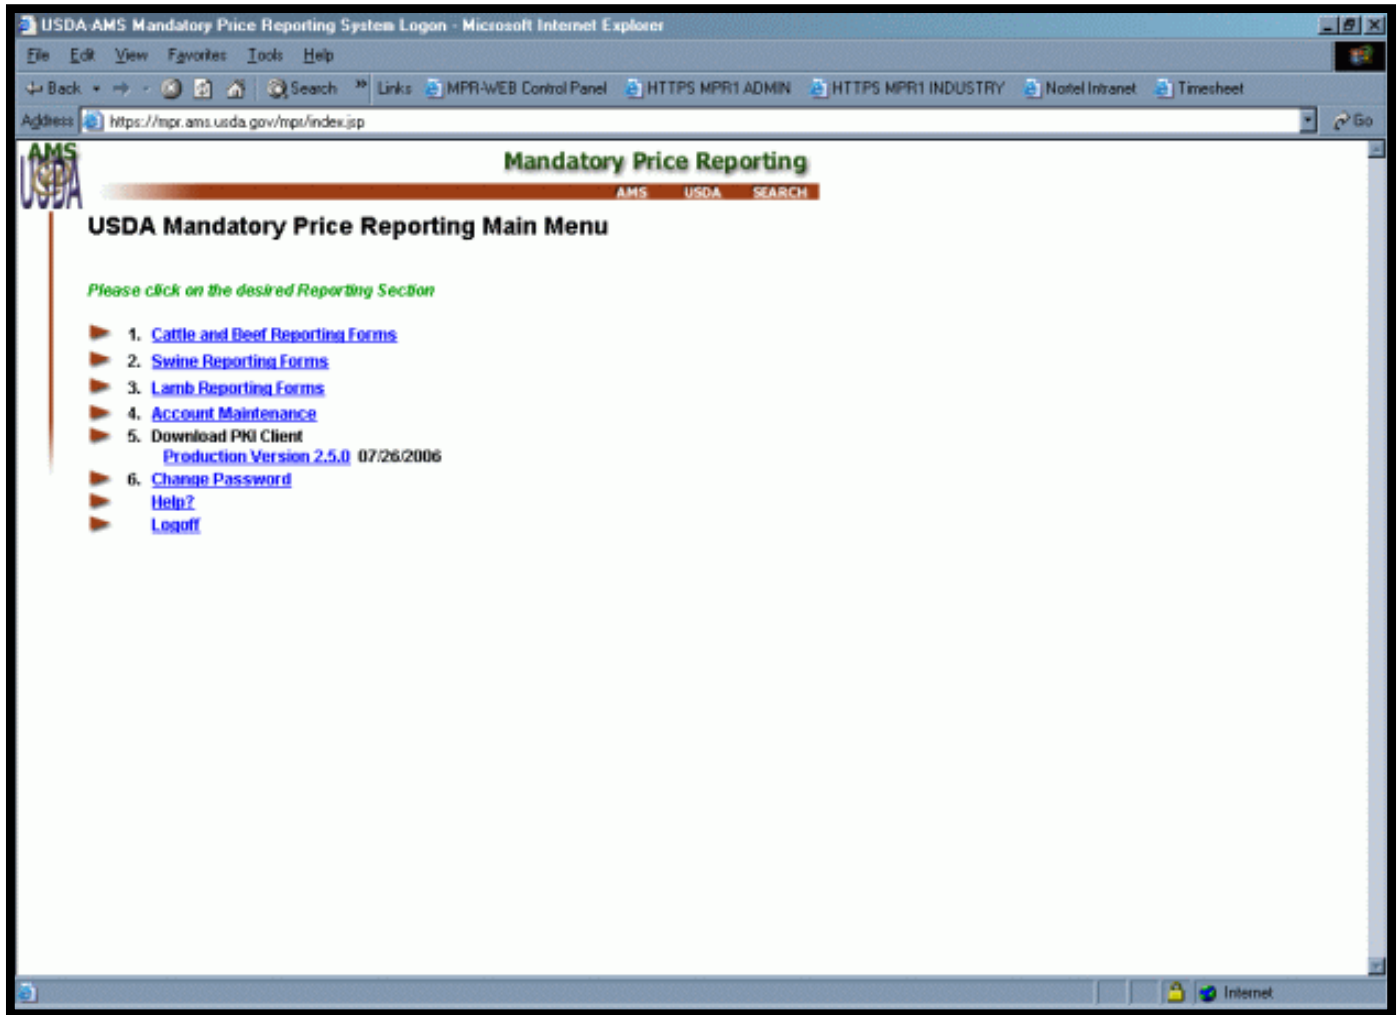 USDA-AMS Mandatory Price Reporting System Logon - Microsoft Internet Explorer
File Edit View Favorites Tools Help
Back Search » Links MPR-WEB Control Panel HTTPS MPR1 ADMIN HTTPS MPR1 INDUSTRY Nortel Intranet Timesheet
Address https://mpr.ams.usda.gov/mpr/index.jsp Go
AMS
USDA
Mandatory Price Reporting
AMS USDA SEARCH
USDA Mandatory Price Reporting Main Menu
Please click on the desired Reporting Section
1. Cattle and Beef Reporting Forms
2. Swine Reporting Forms
3. Lamb Reporting Forms
4. Account Maintenance
5. Download PKI Client
Production Version 2.5.0 07/26/2006
6. Change Password
Help?
Logoff
Internet